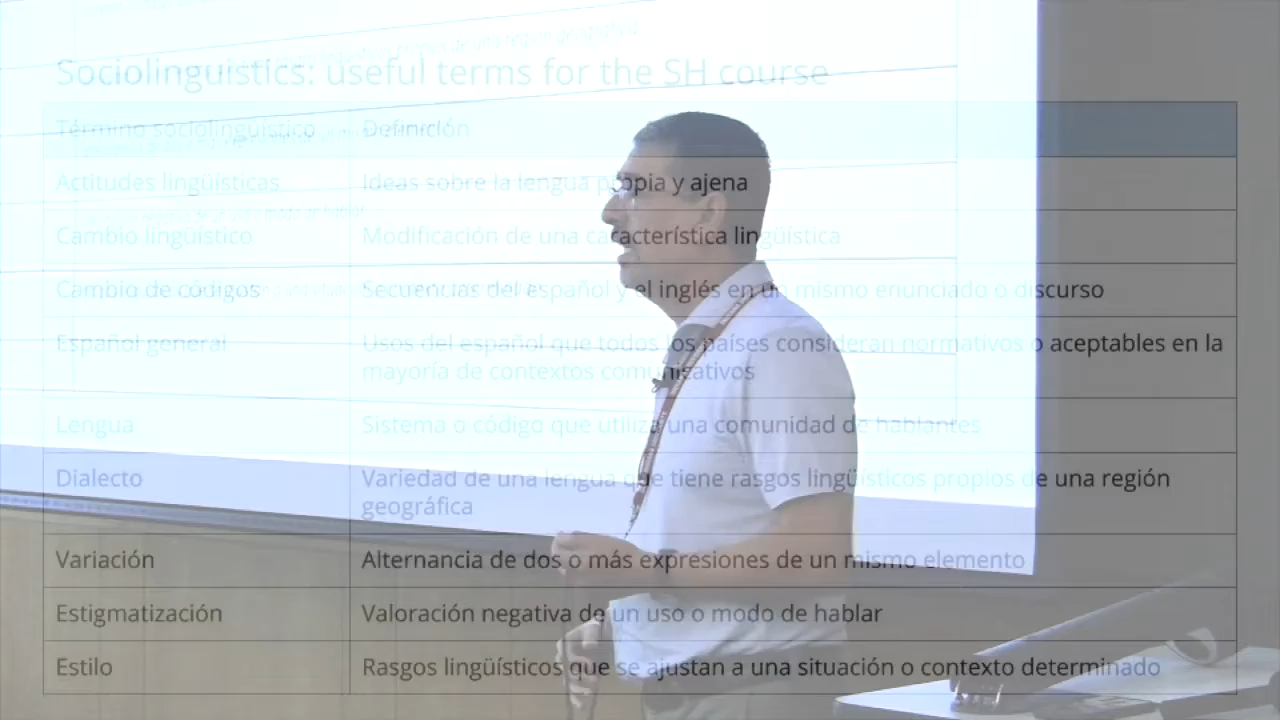 Sociolinguistics: useful terms for the SH course
Término sociolingüístico Definición
Actitudes lingüísticas Ideas sobre la lengua propia y ajena
Cambio lingüístico Modificación de una característica lingüística
Cambio de códigos Secuencias del español y el inglés en un mismo enunciado o discurso
Español general Usos del español que todos los países consideran normativos o aceptables en la
mayoría de contextos comunicativos
Lengua Sistema o código que utiliza una comunidad de hablantes
Dialecto Variedad de una lengua que tiene rasgos lingüísticos propios de una región
geográfica
Variación Alternancia de dos o más expresiones de un mismo elemento
Estigmatización Valoración negativa de un uso o modo de hablar
Estilo Rasgos lingüísticos que se ajustan a una situación o contexto determinado